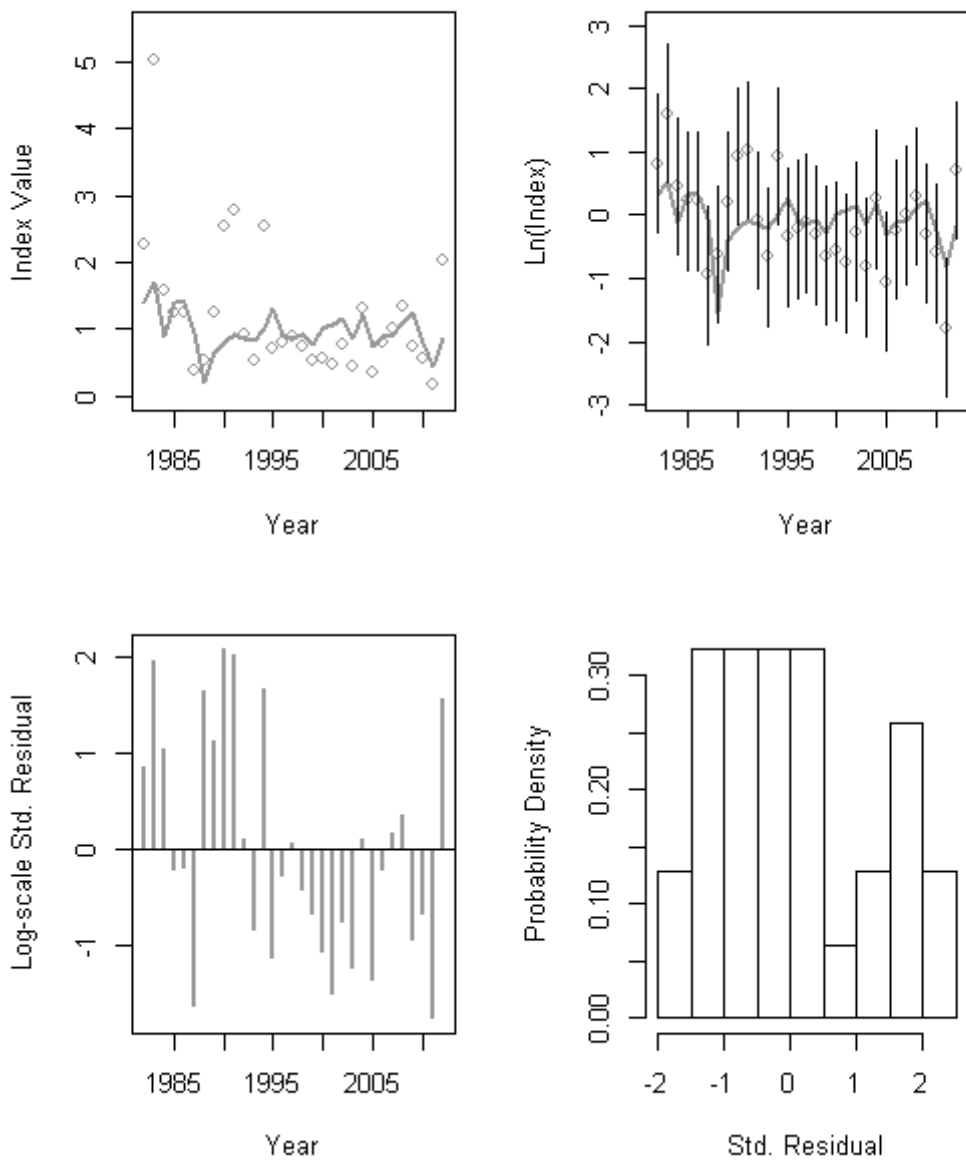 Index Value
5
4
3
2
1
0
1985 1995 2005
Year
Ln(Index)
3
2
1
0
-1
-2
-3
1985 1995 2005
Year
Log-scale Std. Residual
2
1
0
-1
1985 1995 2005
Year
Probability Density
0.30
0.20
0.10
0.00
-2 -1 0 1 2
Std. Residual